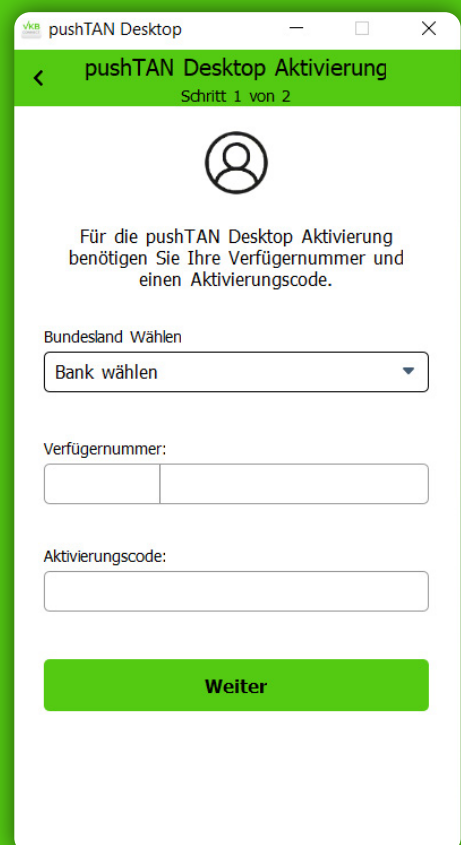 VKB
pushTAN Desktop
pushTAN Desktop Aktivierung
Schritt 1 von 2
Für die pushTAN Desktop Aktivierung
benötigen Sie Ihre Verfügernummer und
einen Aktivierungscode.
Bundesland Wählen
Bank wählen
Verfügernummer:
Aktivierungscode:
Weiter